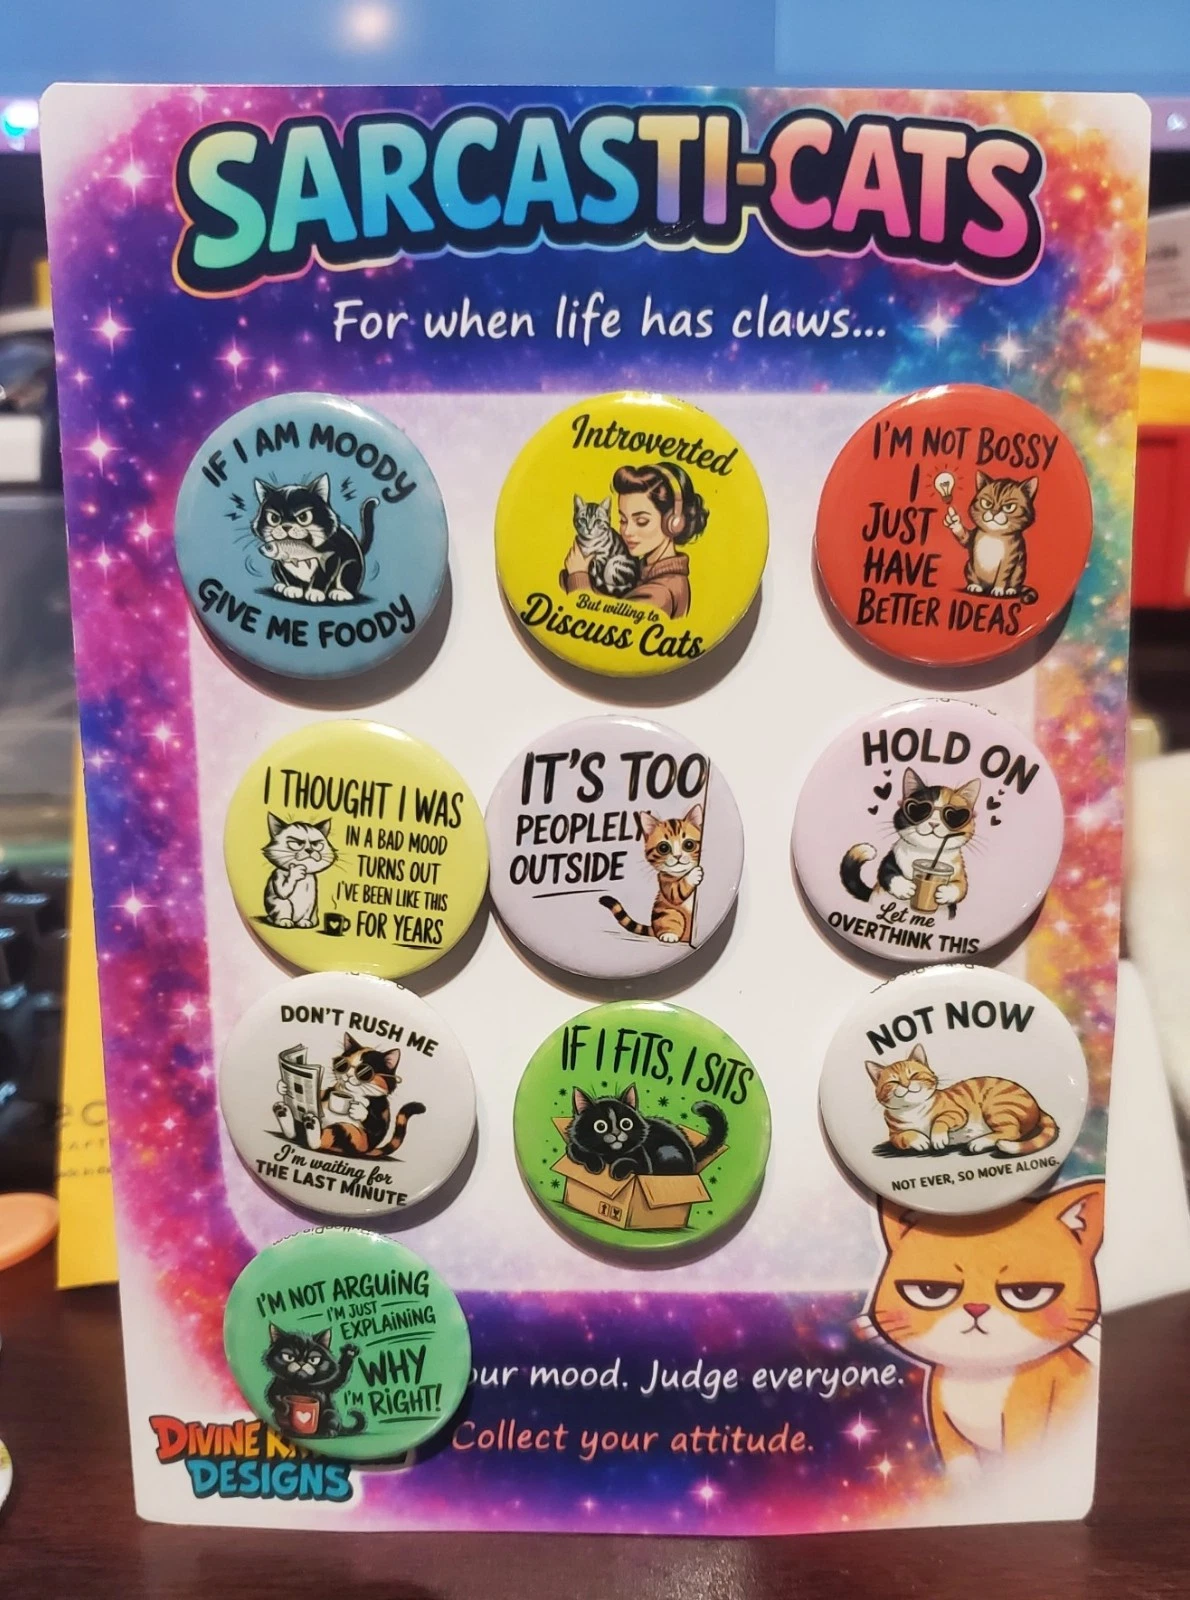 SARCASTI-CATS
For when life has claws...
IF I AM MOODY
GIVE ME FOODY
Introverted
But willing to
Discuss Cats
I'M NOT BOSSY
I
JUST
HAVE
BETTER IDEAS
I THOUGHT I WAS
IN A BAD MOOD
TURNS OUT
I'VE BEEN LIKE THIS
FOR YEARS
IT'S TOO
PEOPLELY
OUTSIDE
HOLD ON
Let me
OVERTHINK THIS
DON'T RUSH ME
I'm waiting for
THE LAST MINUTE
IF I FITS, I SITS
NOT NOW
NOT EVER, SO MOVE ALONG.
I'M NOT ARGUING
I'M JUST
EXPLAINING
WHY
I'M RIGHT!
mood. Judge everyone.
Collect your attitude.
DIVINE
DESIGNS